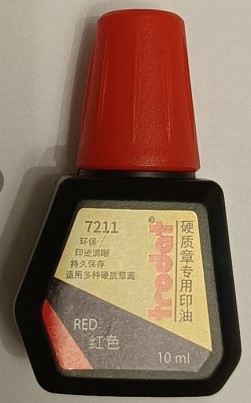 7211
环保
印迹清晰
持久保存
适用多种硬质章面
trodat®
硬质章专用印油
RED
红色
10 ml